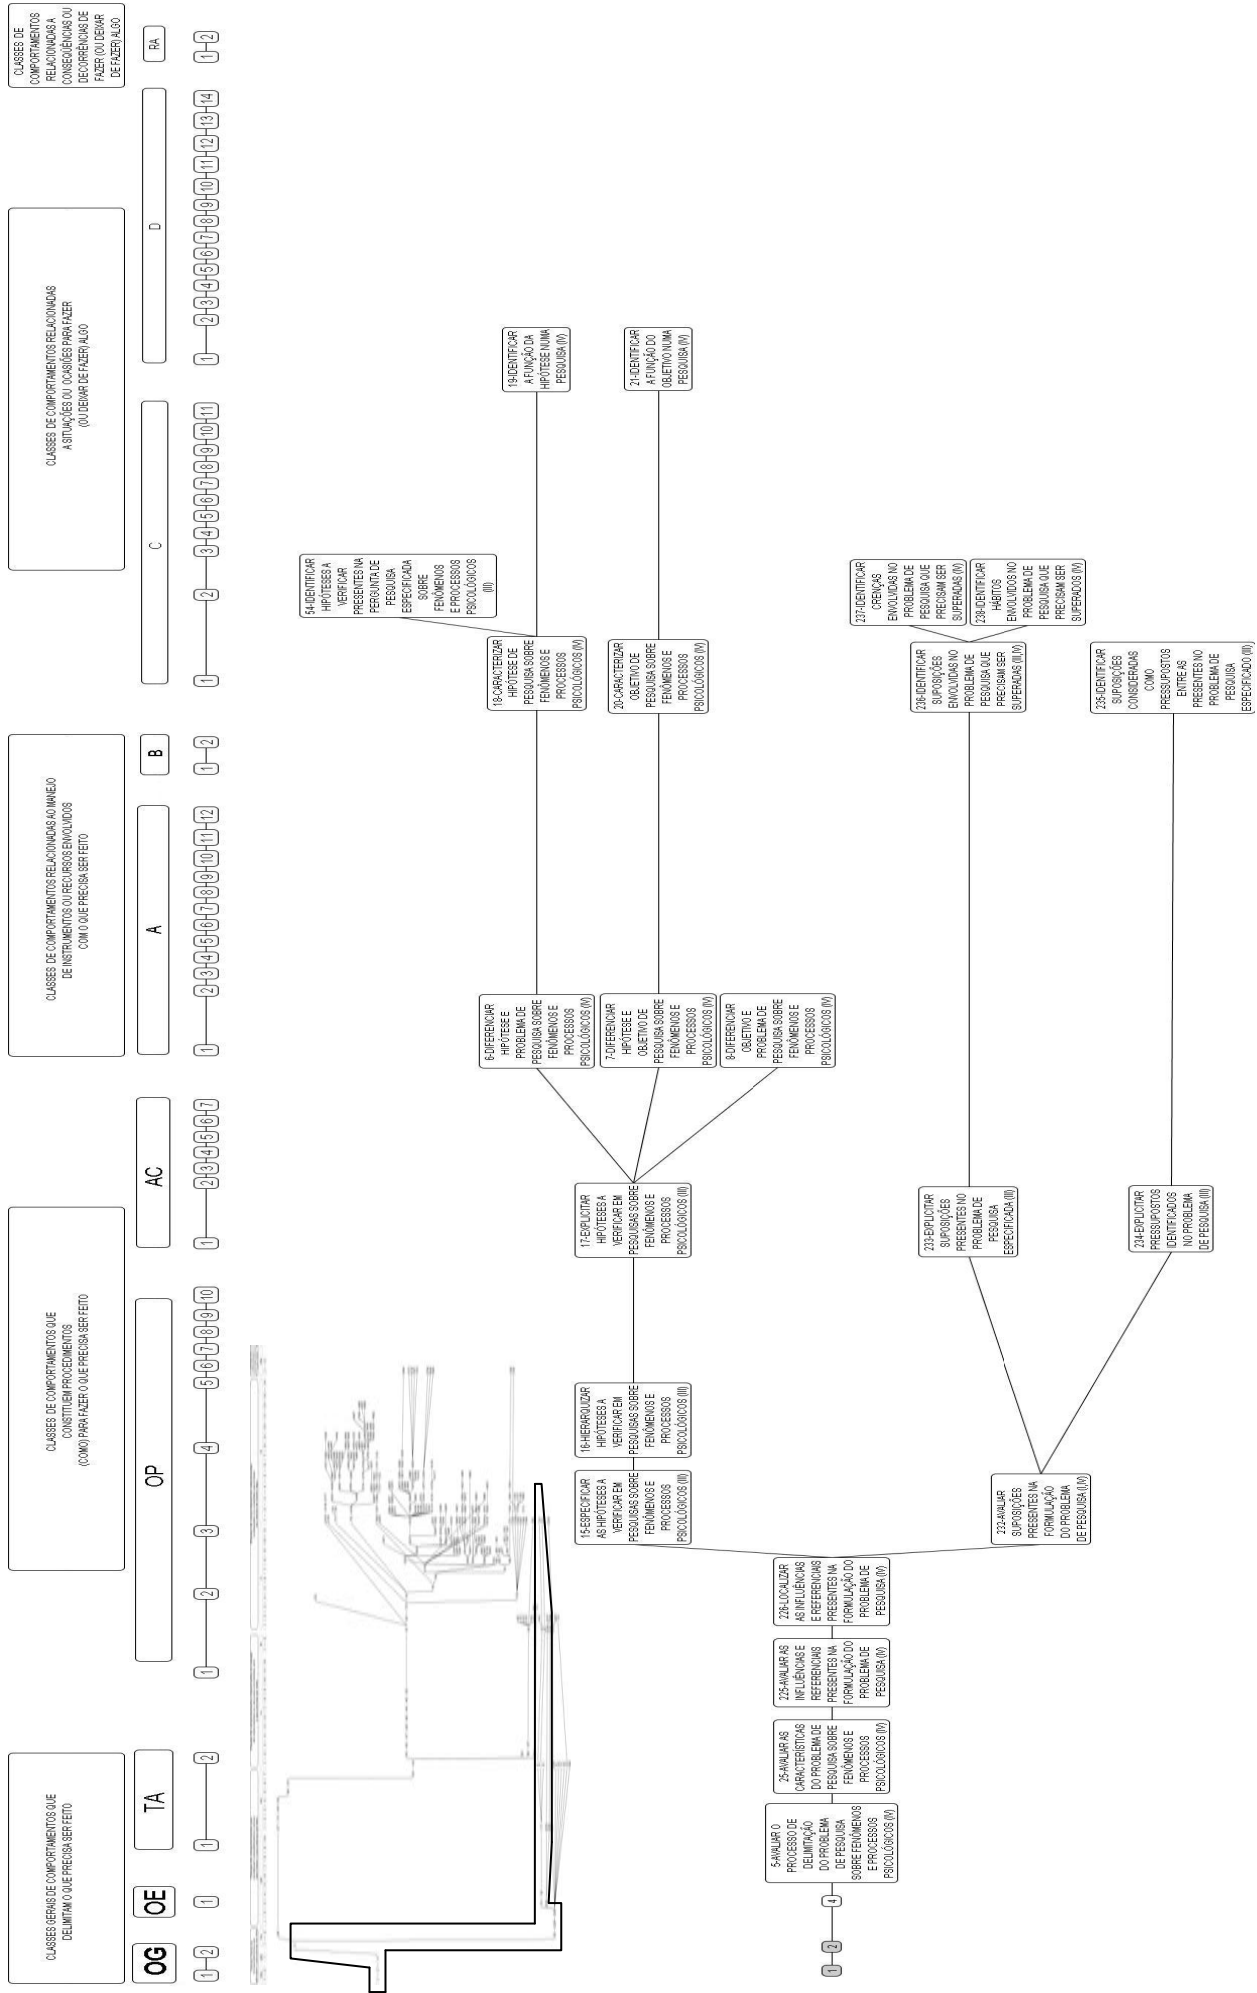 CLASSES GERAIS DE COMPORTAMENTOS QUE
DELIMITAM O QUE PRECISA SER FEITO
CLASSES DE COMPORTAMENTOS QUE
CONSTITUEM PROCEDIMENTOS
(COMO) PARA FAZER O QUE PRECISA SER FEITO
CLASSES DE COMPORTAMENTOS RELACIONADAS AO MANEJO
DE INSTRUMENTOS OU RECURSOS ENVOLVIDOS
COM O QUE PRECISA SER FEITO
CLASSES DE COMPORTAMENTOS RELACIONADAS
A SITUAÇÕES OU OCASIÕES PARA FAZER
(OU DEIXAR DE FAZER) ALGO
CLASSES DE
COMPORTAMENTOS
RELACIONADAS A
CONSEQÜÊNCIAS OU
DECORRÊNCIAS DE
FAZER (OU DEIXAR
DE FAZER) ALGO
OG
OE
TA
OP
AC
A
B
C
D
RA
1 2
1
1 2
1 2 3 4 5 6 7 8 9 10
1 2 3 4 5 6 7
1 2 3 4 5 6 7 8 9 10 11 12
1 2
1 2 3 4 5 6 7 8 9 10 11
1 2 3 4 5 6 7 8 9 10 11 12 13 14
1 2
54-IDENTIFICAR
HIPÓTESES A
VERIFICAR
PRESENTES NA
PERGUNTA DE
PESQUISA
ESPECIFICADA
SOBRE
FENÔMENOS
E PROCESSOS
PSICOLÓGICOS
(III)
6-DIFERENCIAR
HIPÓTESE E
PROBLEMA DE
PESQUISA SOBRE
FENÔMENOS E
PROCESSOS
PSICOLÓGICOS (IV)
18-CARACTERIZAR
HIPÓTESE DE
PESQUISA SOBRE
FENÔMENOS E
PROCESSOS
PSICOLÓGICOS (IV)
19-IDENTIFICAR
A FUNÇÃO DA
HIPÓTESE NUMA
PESQUISA (IV)
15-ESPECIFICAR
AS HIPÓTESES A
VERIFICAR EM
PESQUISAS SOBRE
FENÔMENOS E
PROCESSOS
PSICOLÓGICOS (III)
16-HIERARQUIZAR
HIPÓTESES A
VERIFICAR EM
PESQUISAS SOBRE
FENÔMENOS E
PROCESSOS
PSICOLÓGICOS (III)
17-EXPLICITAR
HIPÓTESES A
VERIFICAR EM
PESQUISAS SOBRE
FENÔMENOS E
PROCESSOS
PSICOLÓGICOS (III)
7-DIFERENCIAR
HIPÓTESE E
OBJETIVO DE
PESQUISA SOBRE
FENÔMENOS E
PROCESSOS
PSICOLÓGICOS (IV)
20-CARACTERIZAR
OBJETIVO DE
PESQUISA SOBRE
FENÔMENOS E
PROCESSOS
PSICOLÓGICOS (IV)
21-IDENTIFICAR
A FUNÇÃO DO
OBJETIVO NUMA
PESQUISA (IV)
8-DIFERENCIAR
OBJETIVO E
PROBLEMA DE
PESQUISA SOBRE
FENÔMENOS E
PROCESSOS
PSICOLÓGICOS (IV)
1 2 4
5-AVALIAR O
PROCESSO DE
DELIMITAÇÃO
DO PROBLEMA
DE PESQUISA
SOBRE FENÔMENOS
E PROCESSOS
PSICOLÓGICOS (IV)
25-AVALIAR AS
CARACTERÍSTICAS
DO PROBLEMA DE
PESQUISA SOBRE
FENÔMENOS E
PROCESSOS
PSICOLÓGICOS (IV)
225-AVALIAR AS
INFLUÊNCIAS E
REFERENCIAIS
PRESENTES NA
FORMULAÇÃO DO
PROBLEMA DE
PESQUISA (IV)
226-LOCALIZAR
AS INFLUÊNCIAS
E REFERENCIAIS
PRESENTES NA
FORMULAÇÃO DO
PROBLEMA DE
PESQUISA (IV)
232-AVALIAR
SUPOSIÇÕES
PRESENTES NA
FORMULAÇÃO
DO PROBLEMA
DE PESQUISA (I,IV)
233-EXPLICITAR
SUPOSIÇÕES
PRESENTES NO
PROBLEMA DE
PESQUISA
ESPECIFICADA (III)
236-IDENTIFICAR
SUPOSIÇÕES
ENVOLVIDAS NO
PROBLEMA DE
PESQUISA QUE
PRECISAM SER
SUPERADAS (III,IV)
237-IDENTIFICAR
CRENÇAS
ENVOLVIDAS NO
PROBLEMA DE
PESQUISA QUE
PRECISAM SER
SUPERADAS (IV)
238-IDENTIFICAR
HÁBITOS
ENVOLVIDOS NO
PROBLEMA DE
PESQUISA QUE
PRECISAM SER
SUPERADOS (IV)
234-EXPLICITAR
PRESSUPOSTOS
IDENTIFICADOS
NO PROBLEMA
DE PESQUISA (III)
235-IDENTIFICAR
SUPOSIÇÕES
CONSIDERADAS
COMO
PRESSUPOSTOS
ENTRE AS
PRESENTES NO
PROBLEMA DE
PESQUISA
ESPECIFICADO (III)